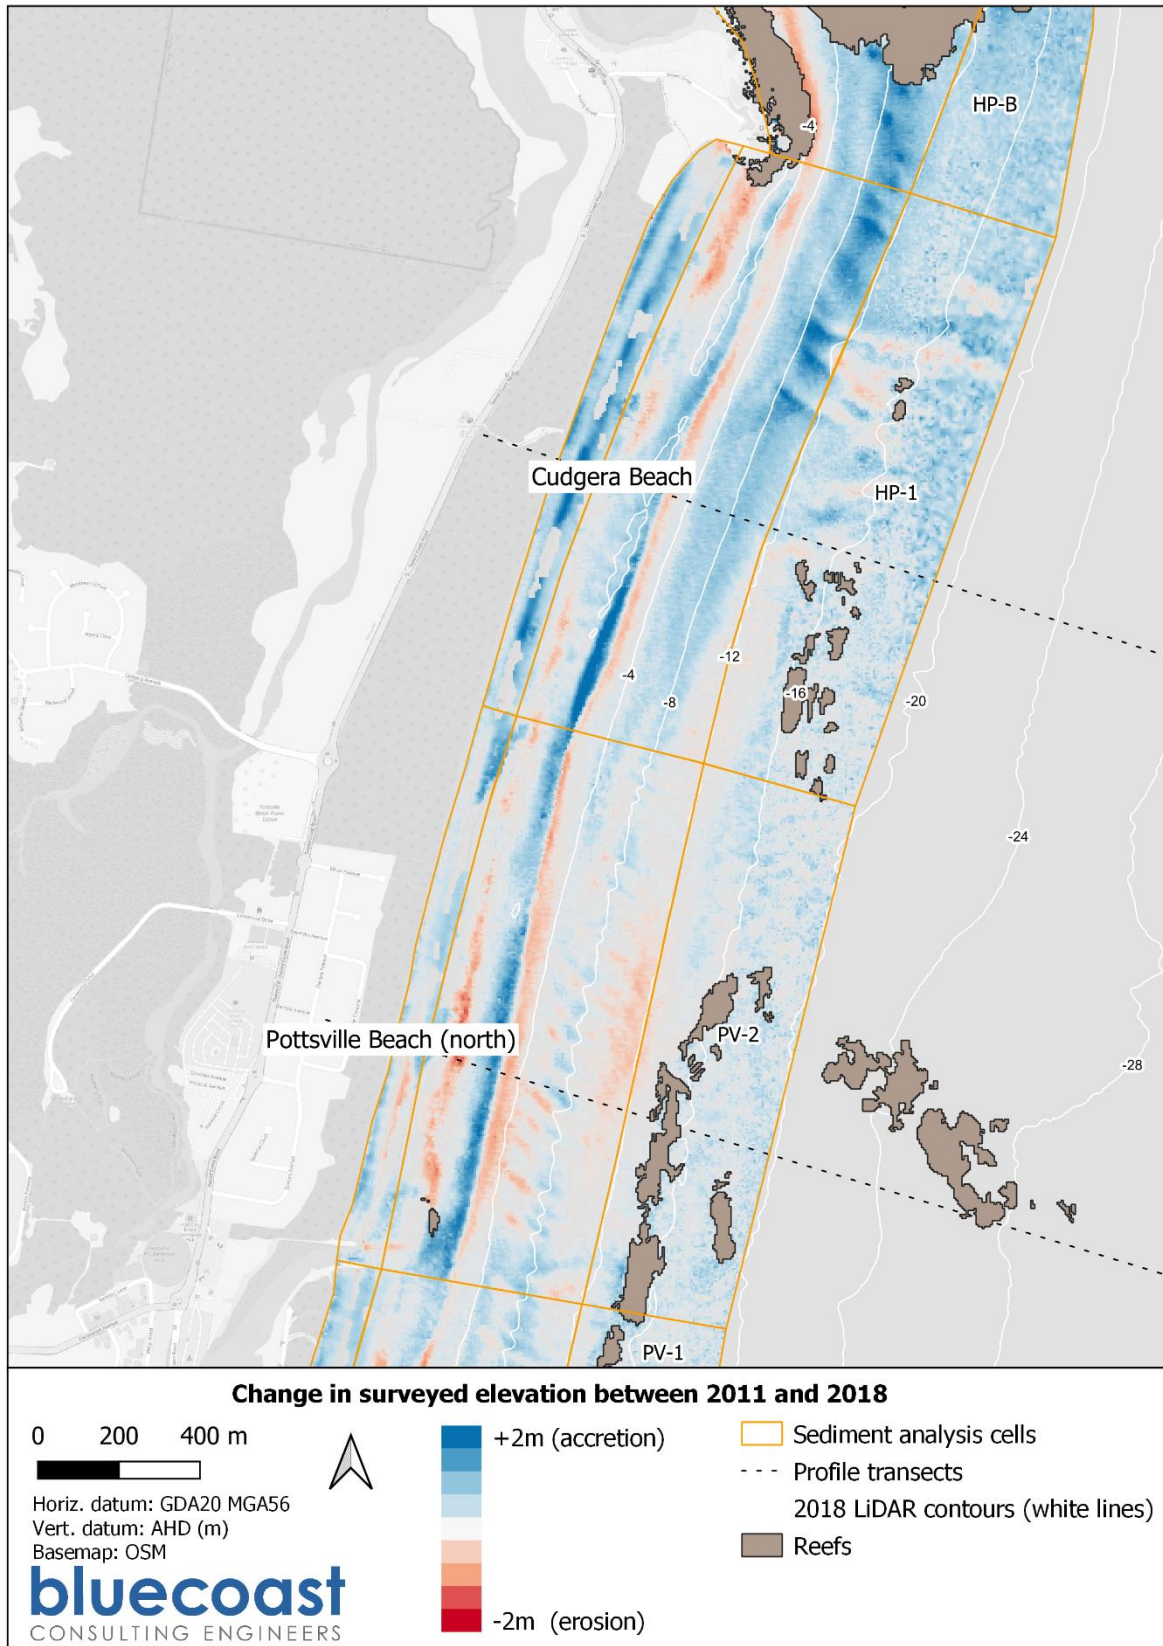 HP-B
-4
Cudgera Beach
HP-1
-12
-4
-16
-8
-20
-24
PV-2
Pottsville Beach (north)
-28
PV-1
Change in surveyed elevation between 2011 and 2018
0 200 400 m
Horiz. datum: GDA20 MGA56
Vert. datum: AHD (m)
Basemap: OSM
bluecoast
CONSULTING ENGINEERS
+2m (accretion)
-2m (erosion)
Sediment analysis cells
Profile transects
2018 LiDAR contours (white lines)
Reefs